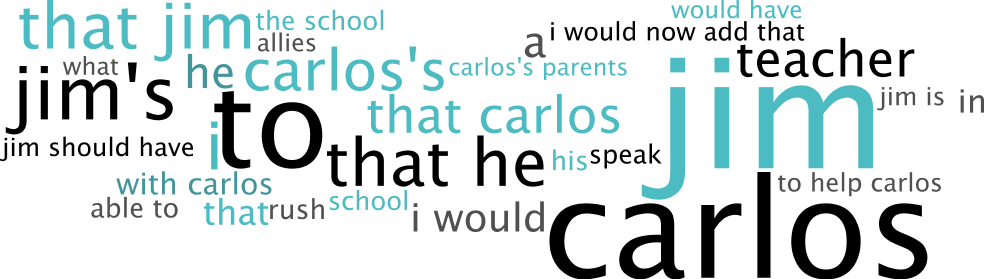 that jim
the school
would have
allies
a
i would now add that
what
he
carlos's
carlos's parents
teacher
jim's
to
that carlos
jim
jim is
in
jim should have
i
that he
his
speak
with carlos
to help carlos
able to
that
rush
school
i would
carlos